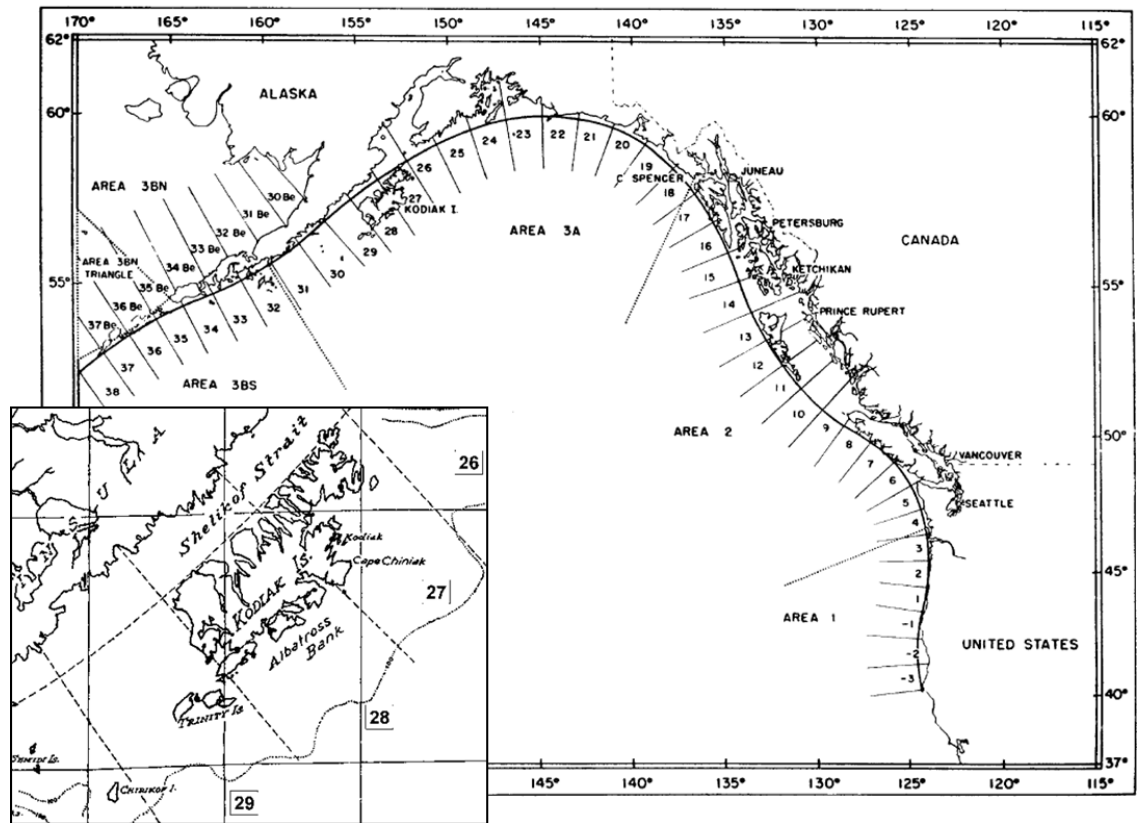 170° 165° 160° 155° 150° 145° 140° 135° 130° 125° 120° 115°
62° 62°
ALASKA
60° 60°
AREA 3BN
30 Be
31 Be
32 Be
33 Be
34 Be
35 Be
36 Be
37 Be
AREA 3BN
TRIANGLE
55° 55°
38
37
36
35
34
33
32
31
30
29
28
27
26
25
24
23
22
21
20
19
18
17
16
15
14
13
12
11
10
9
8
7
6
5
4
3
2
1
-1
-2
-3
KODIAK I.
C SPENCER
JUNEAU
PETERSBURG
KETCHIKAN
PRINCE RUPERT
CANADA
AREA 3A
AREA 3BS
AREA 2
50°
VANCOUVER
SEATTLE
45°
AREA 1
UNITED STATES
40°
37°
145° 140° 135° 130° 125° 120° 115°
Shelikof Strait
26
Kodiak
Cape Chiniak
KODIAK IS.
27
Albatross
Bank
TRINITY IS.
28
CHIRIKOF I.
29